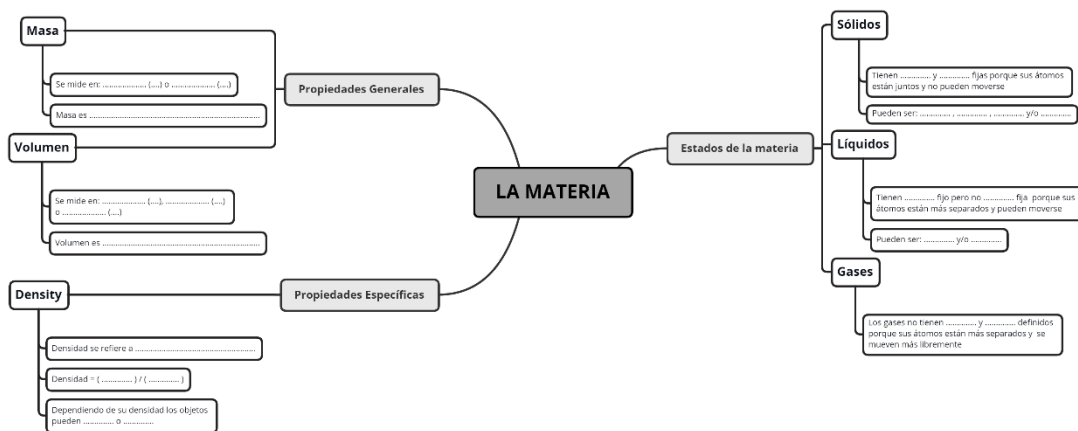 LA MATERIA
Propiedades Generales
Masa
Se mide en: .................... (....) o .................... (....)
Masa es ...............................................................................
Volumen
Se mide en: .................... (....), .................... (....)
o .................... (....)
Volumen es .........................................................................
Propiedades Específicas
Density
Densidad se refiere a ........................................................
Densidad = ( .............. ) / ( .............. )
Dependiendo de su densidad los objetos
pueden .............. o ..............
Estados de la materia
Sólidos
Tienen .............. y .............. fijas porque sus átomos
están juntos y no pueden moverse
Pueden ser: .............. , .............. , .............. y/o ..............
Líquidos
Tienen .............. fijo pero no .............. fija porque sus
átomos están más separados y pueden moverse
Pueden ser: .............. y/o ..............
Gases
Los gases no tienen .............. y .............. definidos
porque sus átomos están más separados y se
mueven más libremente